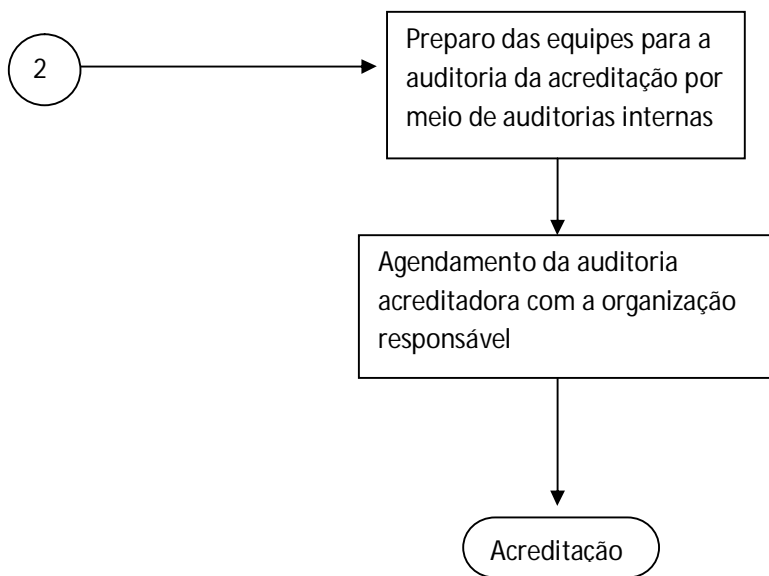 2
Preparo das equipes para a
auditoria da acreditação por
meio de auditorias internas
Agendamento da auditoria
acreditadora com a organização
responsável
Acreditação